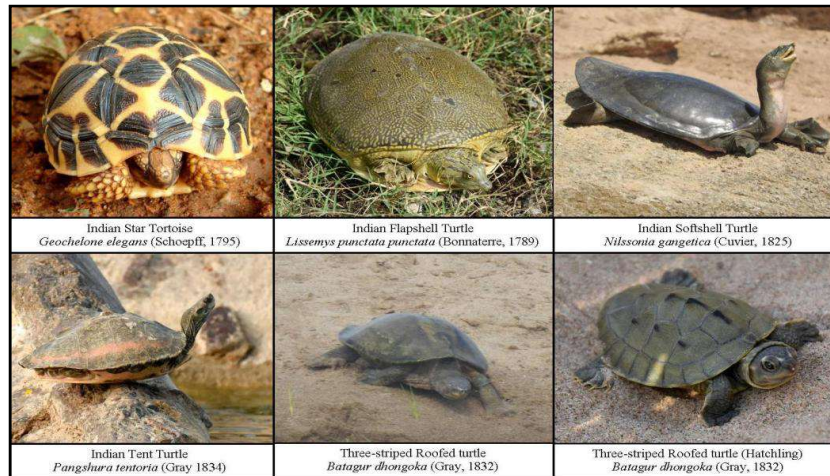 Indian Star Tortoise
Geochelone elegans (Schoepff, 1795)
Indian Flapshell Turtle
Lissemys punctata punctata (Bonnaterre, 1789)
Indian Softshell Turtle
Nilssonia gangetica (Cuvier, 1825)
Indian Tent Turtle
Pangshura tentoria (Gray 1834)
Three-striped Roofed turtle
Batagur dhongoka (Gray, 1832)
Three-striped Roofed turtle (Hatchling)
Batagur dhongoka (Gray, 1832)